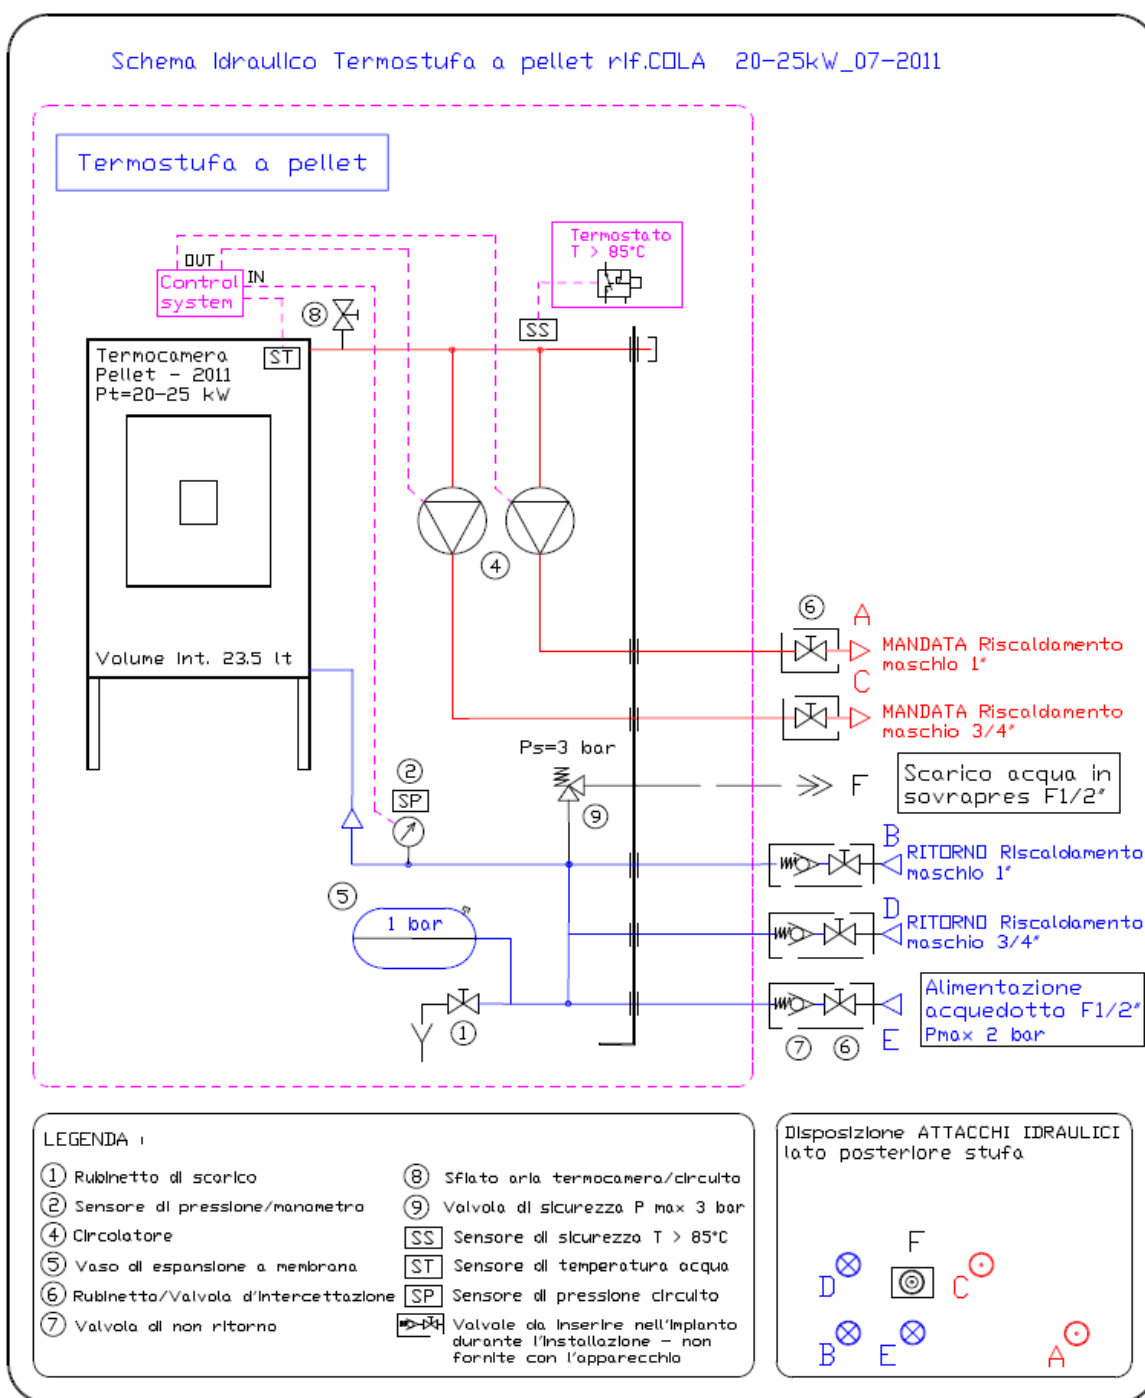 Schema Idraulico Termostufa a pellet rif.COLA 20-25kW_07-2011
Termostufa a pellet
Termostato
T > 85°C
OUT
IN
Control
system
8
SS
Termocamera
Pellet - 2011
Pt=20-25 kW
ST
4
6
A
MANDATA Riscaldamento
maschio 1"
Volume Int. 23.5 lt
C
MANDATA Riscaldamento
maschio 3/4"
Ps=3 bar
2
SP
9
F
Scarico acqua in
sovrapres F1/2"
B
RITORNO Riscaldamento
maschio 1"
5
1 bar
D
RITORNO Riscaldamento
maschio 3/4"
1
7
6
E
Alimentazione
acquedotto F1/2"
Pmax 2 bar
LEGENDA :
1 Rubinetto di scarico
2 Sensore di pressione/manometro
4 Circolatore
5 Vaso di espansione a membrana
6 Rubinetto/Valvola d'intercettazione
7 Valvola di non ritorno
8 Sfiato aria termocamera/circuito
9 Valvola di sicurezza P max 3 bar
SS Sensore di sicurezza T > 85°C
ST Sensore di temperatura acqua
SP Sensore di pressione circuito
Valvole da inserire nell'impianto
durante l'installazione - non
fornite con l'apparecchio
Disposizione ATTACCHI IDRAULICI
lato posteriore stufa
F
D
C
B
E
A